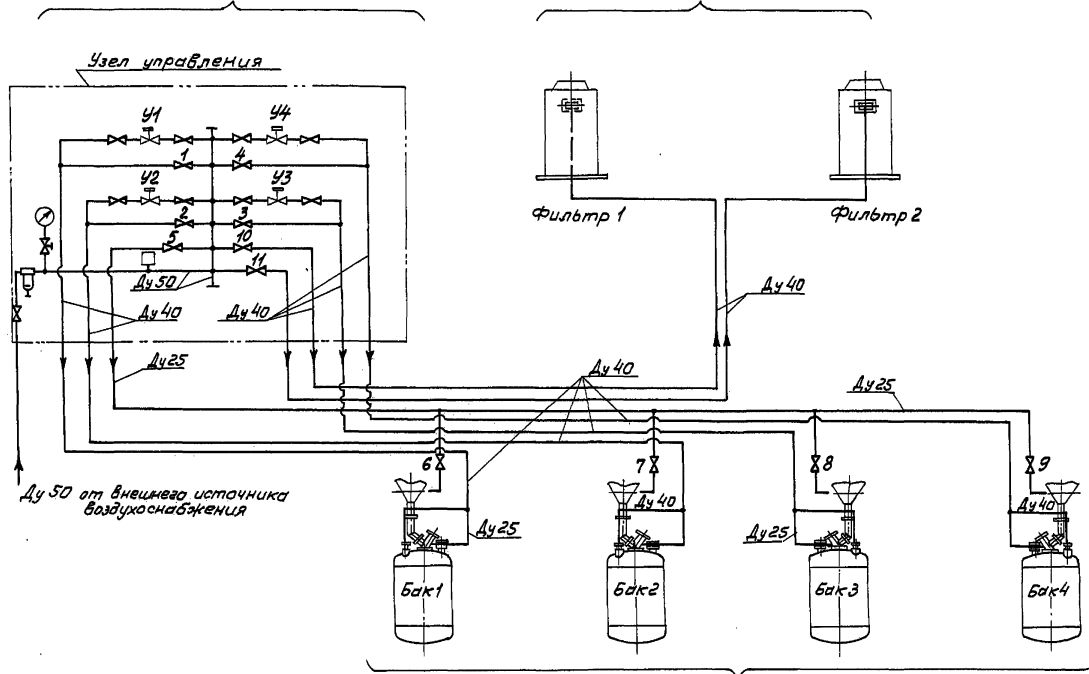 Узел управления
У1
У4
1
4
У2
У3
2
3
5
10
11
Ду50
Ду40
Ду40
Ду25
Фильтр 1
Фильтр 2
Ду40
Ду40
Ду25
6
7
8
9
Ду 50 от внешнего источника
воздухоснабжения
Ду40
Ду40
Ду25
Ду25
Бак1
Бак2
Бак3
Бак4